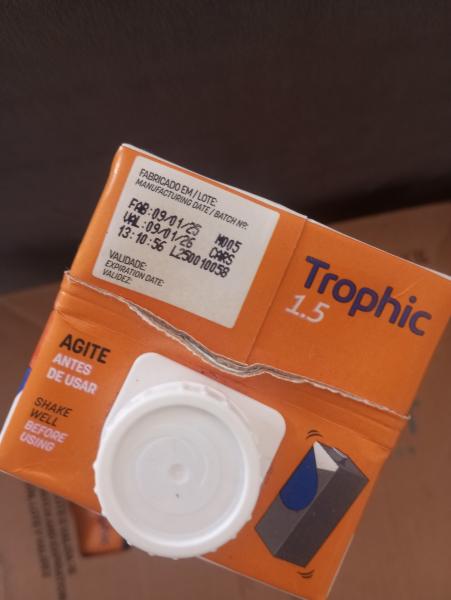 FABRICADO EM / LOTE:
MANUFACTURING DATE / BATCH Nº:
FAB:09/01/25 M005
VAL:09/01/26 CABS
13:10:56 L250010058
VALIDADE:
EXPIRATION DATE:
VALIDEZ:
Trophic
1.5
AGITE
ANTES
DE USAR
SHAKE
WELL
BEFORE
USING